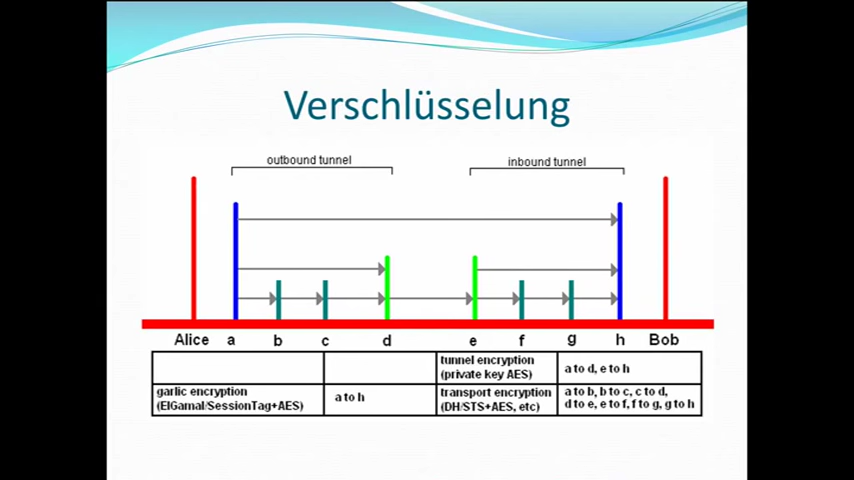 Verschlüsselung
outbound tunnel
inbound tunnel
Alice a b c d e f g h Bob
tunnel encryption
(private key AES)
a to d, e to h
garlic encryption
(ElGamal/SessionTag+AES)
a to h
transport encryption
(DH/STS+AES, etc)
a to b, b to c, c to d,
d to e, e to f, f to g, g to h